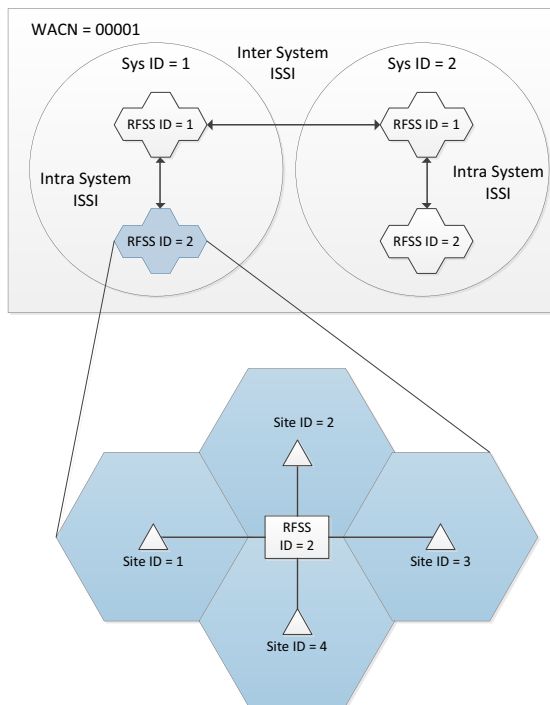 WACN = 00001
Inter System
ISSI
Sys ID = 1
Sys ID = 2
RFSS ID = 1
RFSS ID = 1
Intra System
ISSI
Intra System
ISSI
RFSS ID = 2
RFSS ID = 2
Site ID = 2
RFSS
ID = 2
Site ID = 1
Site ID = 3
Site ID = 4